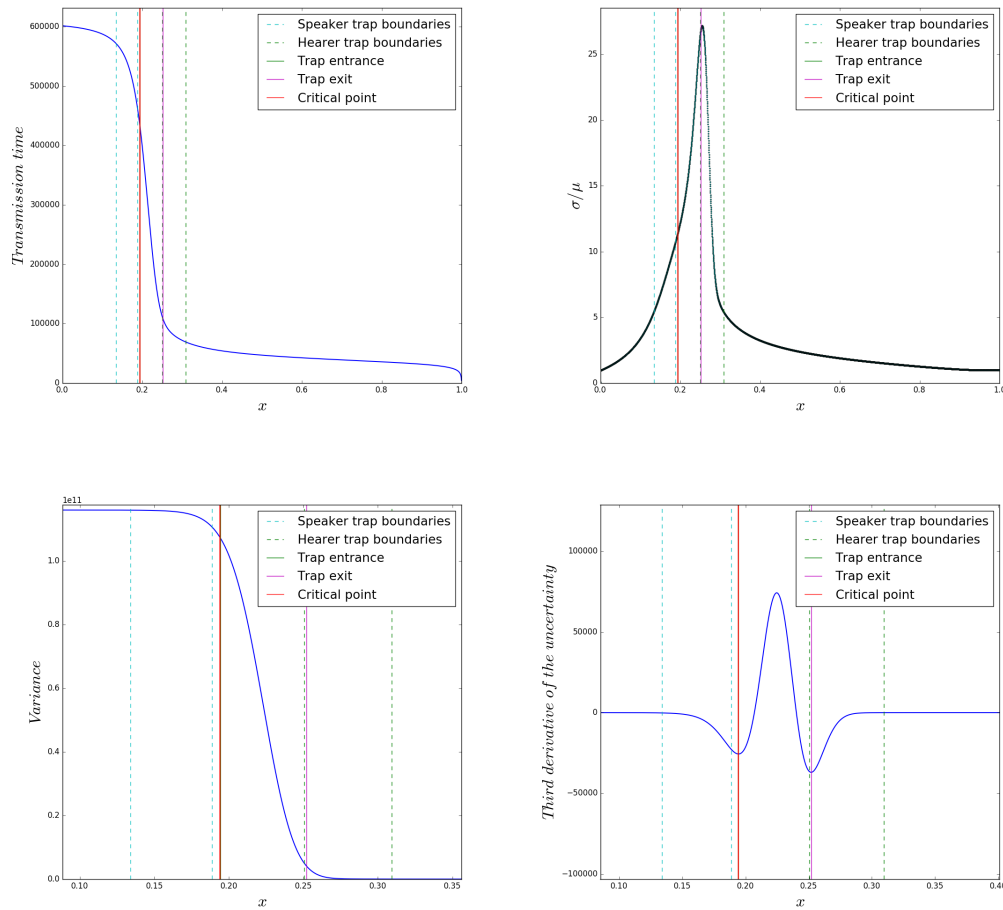 600000
500000
400000
300000
200000
100000
0
0.0 0.2 0.4 0.6 0.8 1.0
Transmission time
x
Speaker trap boundaries
Hearer trap boundaries
Trap entrance
Trap exit
Critical point
25
20
15
10
5
0
0.0 0.2 0.4 0.6 0.8 1.0
σ/μ
x
Speaker trap boundaries
Hearer trap boundaries
Trap entrance
Trap exit
Critical point
1e11
1.0
0.8
0.6
0.4
0.2
0.0
0.10 0.15 0.20 0.25 0.30 0.35
Variance
x
Speaker trap boundaries
Hearer trap boundaries
Trap entrance
Trap exit
Critical point
100000
50000
0
−50000
−100000
0.10 0.15 0.20 0.25 0.30 0.35 0.40
Third derivative of the uncertainty
x
Speaker trap boundaries
Hearer trap boundaries
Trap entrance
Trap exit
Critical point